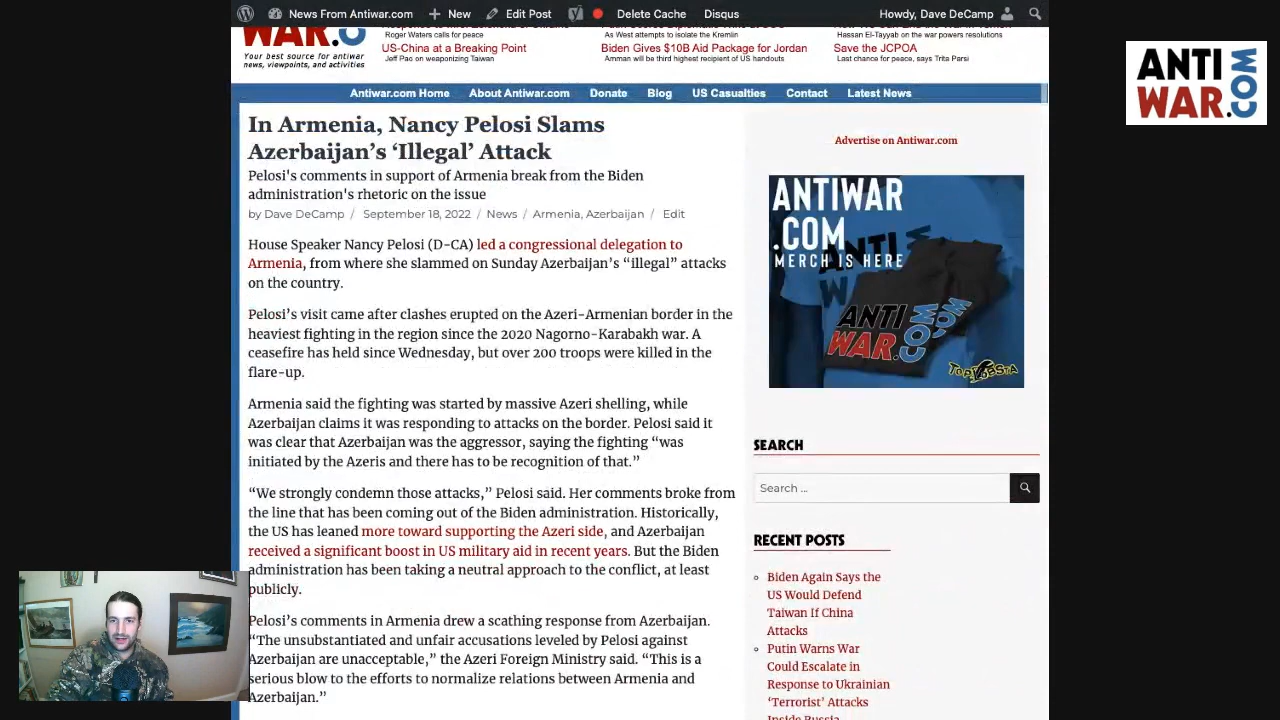 News From Antiwar.com New Edit Post Delete Cache Disqus Howdy, Dave DeCamp
WAR.
Your best source for antiwar
news, viewpoints, and activities
Roger Waters calls for peace
US-China at a Breaking Point
Jeff Pao on weaponizing Taiwan
As West attempts to isolate the Kremlin
Biden Gives $10B Aid Package for Jordan
Amman will be third highest recipient of US handouts
Hassan El-Tayyab on the war powers resolutions
Save the JCPOA
Last chance for peace, says Trita Parsi
ANTI
WAR.COM
Antiwar.com Home About Antiwar.com Donate Blog US Casualties Contact Latest News
In Armenia, Nancy Pelosi Slams
Azerbaijan’s ‘Illegal’ Attack
Pelosi's comments in support of Armenia break from the Biden
administration's rhetoric on the issue
by Dave DeCamp / September 18, 2022 / News / Armenia, Azerbaijan / Edit
House Speaker Nancy Pelosi (D-CA) led a congressional delegation to
Armenia, from where she slammed on Sunday Azerbaijan’s “illegal” attacks
on the country.
Pelosi’s visit came after clashes erupted on the Azeri-Armenian border in the
heaviest fighting in the region since the 2020 Nagorno-Karabakh war. A
ceasefire has held since Wednesday, but over 200 troops were killed in the
flare-up.
Armenia said the fighting was started by massive Azeri shelling, while
Azerbaijan claims it was responding to attacks on the border. Pelosi said it
was clear that Azerbaijan was the aggressor, saying the fighting “was
initiated by the Azeris and there has to be recognition of that.”
“We strongly condemn those attacks,” Pelosi said. Her comments broke from
the line that has been coming out of the Biden administration. Historically,
the US has leaned more toward supporting the Azeri side, and Azerbaijan
received a significant boost in US military aid in recent years. But the Biden
administration has been taking a neutral approach to the conflict, at least
publicly.
Pelosi’s comments in Armenia drew a scathing response from Azerbaijan.
“The unsubstantiated and unfair accusations leveled by Pelosi against
Azerbaijan are unacceptable,” the Azeri Foreign Ministry said. “This is a
serious blow to the efforts to normalize relations between Armenia and
Azerbaijan.”
Advertise on Antiwar.com
ANTIWAR
.COM
MERCH IS HERE
ANTI
WAR.COM
TOPLOBSTA
SEARCH
Search ...
RECENT POSTS
Biden Again Says the
US Would Defend
Taiwan If China
Attacks
Putin Warns War
Could Escalate in
Response to Ukrainian
‘Terrorist’ Attacks
Inside Russia